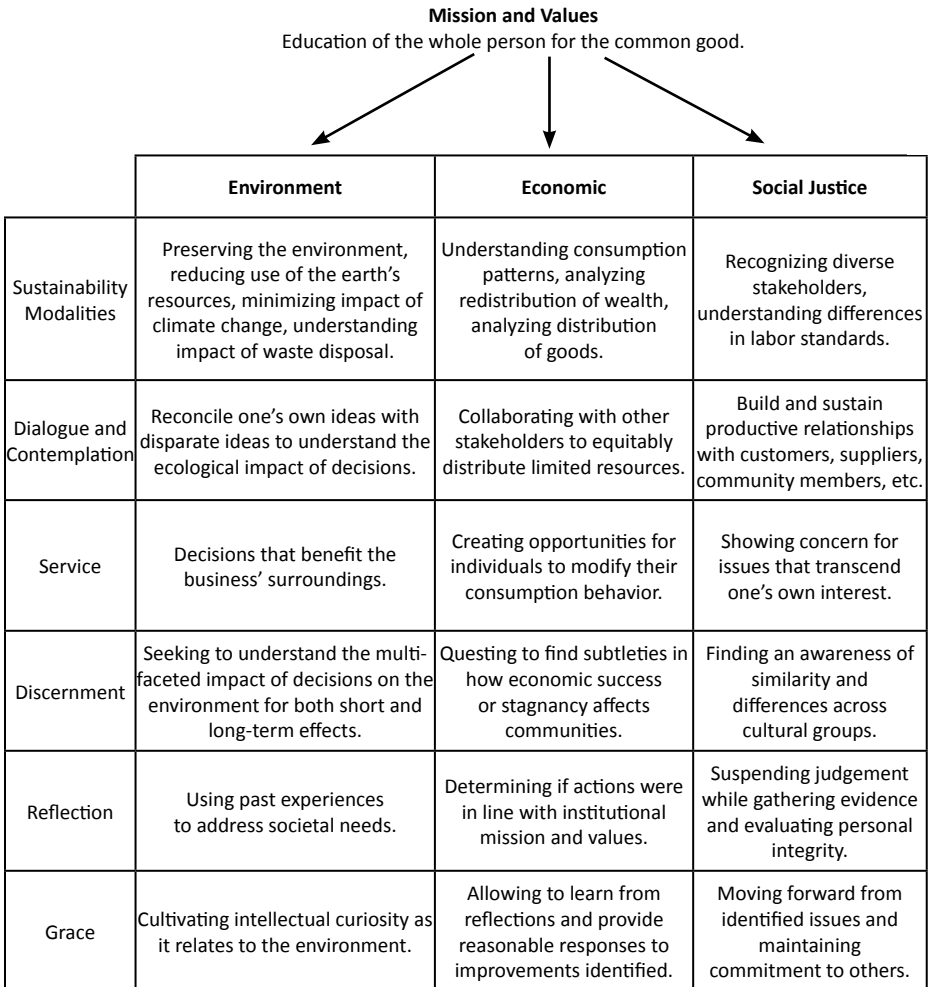 Mission and Values
Education of the whole person for the common good.
Environment
Economic
Social Justice
Sustainability
Modalities
Preserving the environment,
reducing use of the earth’s
resources, minimizing impact of
climate change, understanding
impact of waste disposal.
Understanding consumption
patterns, analyzing
redistribution of wealth,
analyzing distribution
of goods.
Recognizing diverse
stakeholders,
understanding differences
in labor standards.
Dialogue and
Contemplation
Reconcile one’s own ideas with
disparate ideas to understand the
ecological impact of decisions.
Collaborating with other
stakeholders to equitably
distribute limited resources.
Build and sustain
productive relationships
with customers, suppliers,
community members, etc.
Service
Decisions that benefit the
business’ surroundings.
Creating opportunities for
individuals to modify their
consumption behavior.
Showing concern for
issues that transcend
one’s own interest.
Discernment
Seeking to understand the multi-
faceted impact of decisions on the
environment for both short and
long-term effects.
Questing to find subtleties in
how economic success
or stagnancy affects
communities.
Finding an awareness of
similarity and
differences across
cultural groups.
Reflection
Using past experiences
to address societal needs.
Determining if actions were
in line with institutional
mission and values.
Suspending judgement
while gathering evidence
and evaluating personal
integrity.
Grace
Cultivating intellectual curiosity as
it relates to the environment.
Allowing to learn from
reflections and provide
reasonable responses to
improvements identified.
Moving forward from
identified issues and
maintaining
commitment to others.